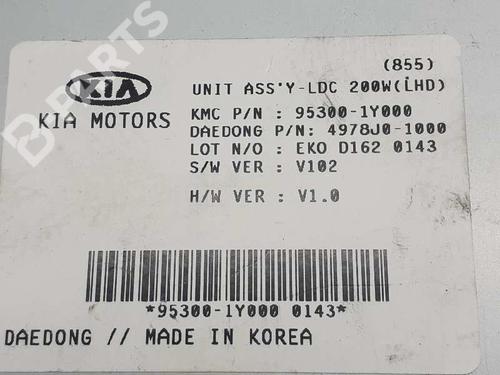 (855)
UNIT ASS'Y-LDC 200W(LHD)
KIA
KIA MOTORS
KMC P/N : 95300-1Y000
DAEDONG P/N: 4978J0-1000
LOT N/O : EKO D162 0143
S/W VER : V102
H/W VER : V1.0
*95300-1Y000 0143*
DAEDONG // MADE IN KOREA
B-PARTS